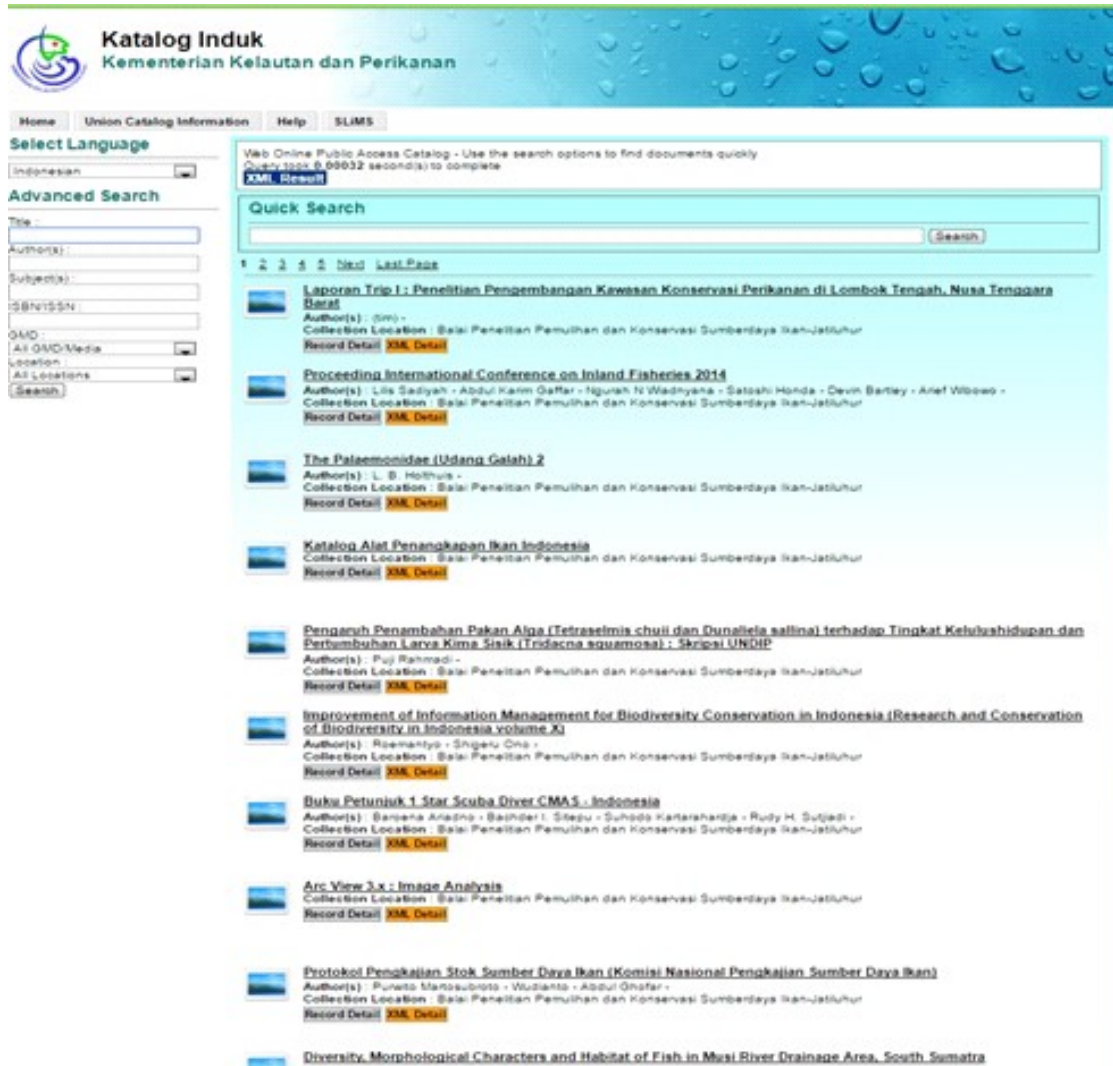 Katalog Induk
Kementerian Kelautan dan Perikanan
Home Union Catalog Information Help SLiMS
Select Language
Indonesian
Advanced Search
Title :
Author(s) :
Subject(s) :
ISBN/ISSN :
GMD :
All GMD/Media
Location :
All Locations
Search
Web Online Public Access Catalog - Use the search options to find documents quickly
Query took 0.00032 second(s) to complete
XML Result
Quick Search
Search
1 2 3 4 5 Next Last Page
Laporan Trip I : Penelitian Pengembangan Kawasan Konservasi Perikanan di Lombok Tengah, Nusa Tenggara
Barat
Author(s) : (tim) -
Collection Location : Balai Penelitian Pemulihan dan Konservasi Sumberdaya Ikan-Jatiluhur
Record Detail XML Detail
Proceeding International Conference on Inland Fisheries 2014
Author(s) : Lilis Sadiyah - Abdul Karim Gaffar - Ngurah N Wiadnyana - Satoshi Honda - Devin Bartley - Arief Wibowo -
Collection Location : Balai Penelitian Pemulihan dan Konservasi Sumberdaya Ikan-Jatiluhur
Record Detail XML Detail
The Palaemonidae (Udang Galah) 2
Author(s) : L. B. Holthuis -
Collection Location : Balai Penelitian Pemulihan dan Konservasi Sumberdaya Ikan-Jatiluhur
Record Detail XML Detail
Katalog Alat Penangkapan Ikan Indonesia
Collection Location : Balai Penelitian Pemulihan dan Konservasi Sumberdaya Ikan-Jatiluhur
Record Detail XML Detail
Pengaruh Penambahan Pakan Alga (Tetraselmis chuii dan Dunaliela sallina) terhadap Tingkat Kelulushidupan dan
Pertumbuhan Larva Kima Sisik (Tridacna squamosa) : Skripsi UNDIP
Author(s) : Puji Rahmadi -
Collection Location : Balai Penelitian Pemulihan dan Konservasi Sumberdaya Ikan-Jatiluhur
Record Detail XML Detail
Improvement of Information Management for Biodiversity Conservation in Indonesia (Research and Conservation
of Biodiversity in Indonesia volume X)
Author(s) : Roemantyo - Shigeru Ono -
Collection Location : Balai Penelitian Pemulihan dan Konservasi Sumberdaya Ikan-Jatiluhur
Record Detail XML Detail
Buku Petunjuk 1 Star Scuba Diver CMAS - Indonesia
Author(s) : Ariadno - I. Sitepu - Suhodo Kartarahardja - Rudy H. Sutjiadi -
Collection Location : Balai Penelitian Pemulihan dan Konservasi Sumberdaya Ikan-Jatiluhur
Record Detail XML Detail
Arc View 3.x : Image Analysis
Collection Location : Balai Penelitian Pemulihan dan Konservasi Sumberdaya Ikan-Jatiluhur
Record Detail XML Detail
Protokol Pengkajian Stok Sumber Daya Ikan (Komisi Nasional Pengkajian Sumber Daya Ikan)
Author(s) : Purwito Martosubroto - Wudianto - Abdul Ghofar -
Collection Location : Balai Penelitian Pemulihan dan Konservasi Sumberdaya Ikan-Jatiluhur
Record Detail XML Detail
Diversity, Morphological Characters and Habitat of Fish in Musi River Drainage Area, South Sumatra